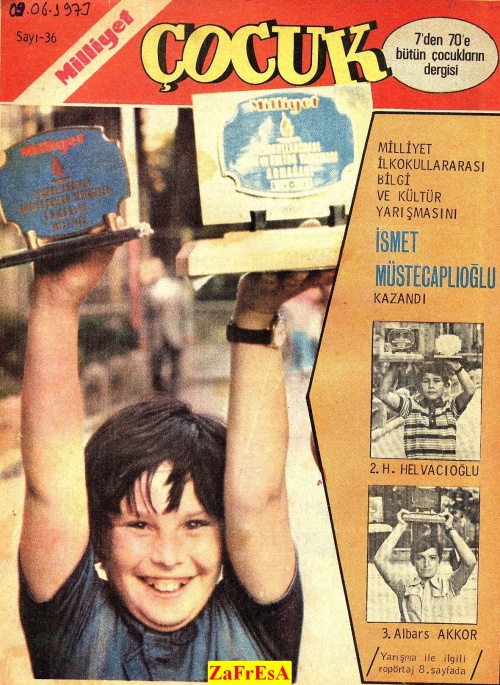 09.06.1977
Sayı-36
Milliyet
ÇOCUK
7'den 70'e
bütün çocukların
dergisi
Milliyet
Milliyet
MİLLİYET
İLKOKULLARARASI
BİLGİ
VE KÜLTÜR
YARIŞMASINI
İSMET
MÜSTECAPLIOĞLU
KAZANDI
2. H. HELVACIOĞLU
3. Albars AKKOR
Yarışma ile ilgili
ropörtaj 8. sayfada
ZaFrEsA